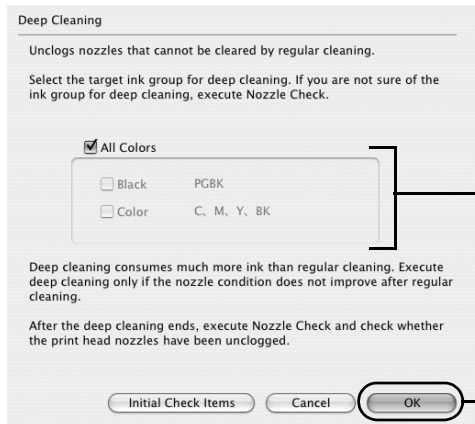 Deep Cleaning
Unclogs nozzles that cannot be cleared by regular cleaning.
Select the target ink group for deep cleaning. If you are not sure of the
ink group for deep cleaning, execute Nozzle Check.
All Colors
Black PGBK
Color C、M、Y、BK
Deep cleaning consumes much more ink than regular cleaning. Execute
deep cleaning only if the nozzle condition does not improve after regular
cleaning.
After the deep cleaning ends, execute Nozzle Check and check whether
the print head nozzles have been unclogged.
Initial Check Items Cancel OK